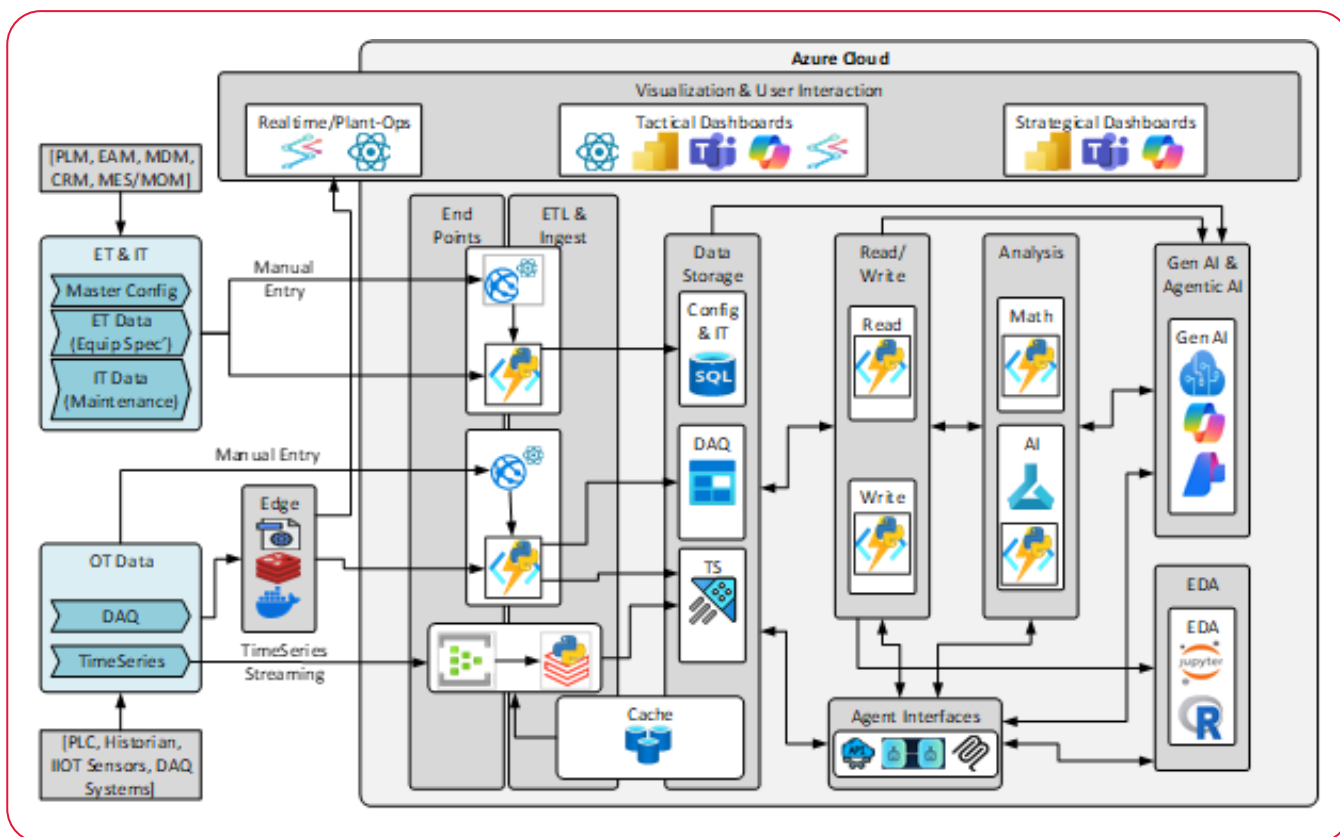 Azure Cloud
Visualization & User Interaction
Realtime/Plant-Ops
Tactical Dashboards
Strategical Dashboards
[PLM, EAM, MDM,
CRM, MES/MOM]
ET & IT
Master Config
ET Data
(Equip Spec')
IT Data
(Maintenance)
Manual
Entry
End
Points
ETL &
Ingest
Data
Storage
Config
& IT
SQL
DAQ
TS
Read/
Write
Read
Write
Analysis
Math
AI
Gen AI &
Agentic AI
Gen AI
Manual Entry
Edge
OT Data
DAQ
TimeSeries
TimeSeries
Streaming
[PLC, Historian,
IIOT Sensors, DAQ
Systems]
Cache
Agent Interfaces
API
EDA
EDA
jupyter
R